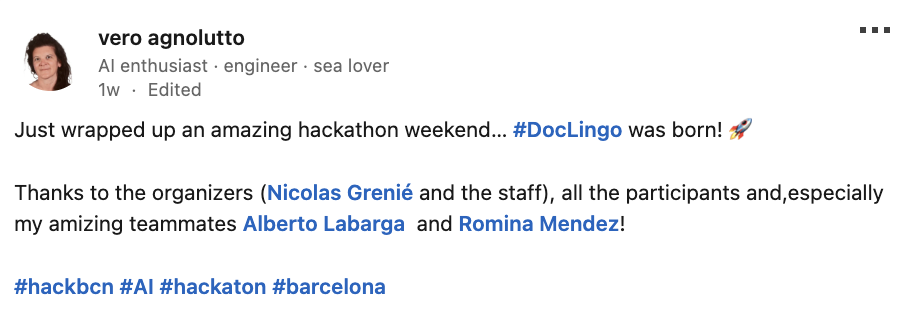 vero agnolutto
AI enthusiast · engineer · sea lover
1w · Edited
Just wrapped up an amazing hackathon weekend... #DocLingo was born! 🚀
Thanks to the organizers (Nicolas Grenié and the staff), all the participants and,especially
my amizing teammates Alberto Labarga and Romina Mendez!
#hackbcn #AI #hackaton #barcelona